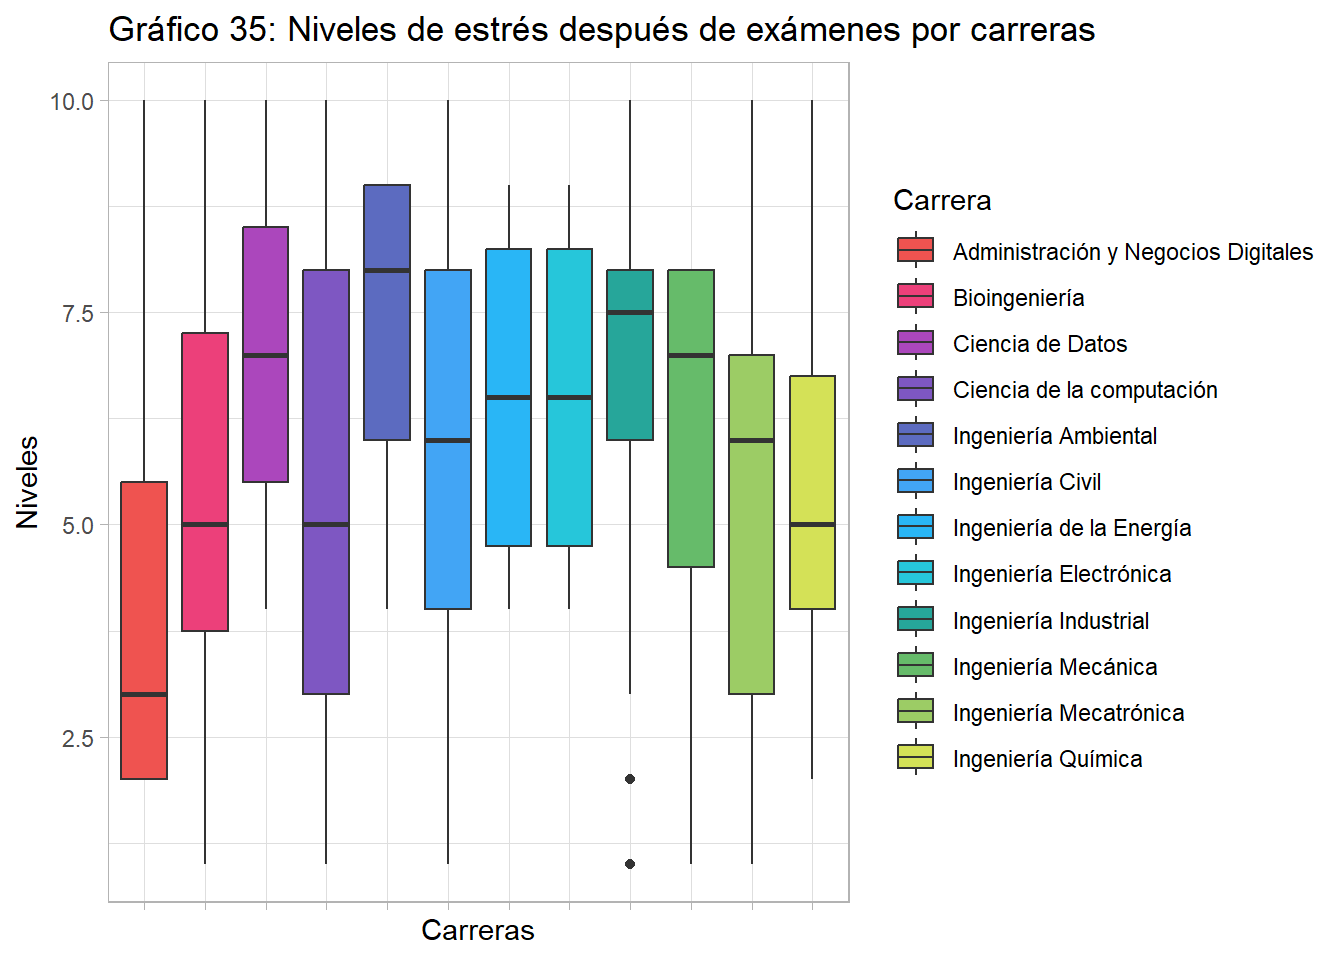 Gráfico 35: Niveles de estrés después de exámenes por carreras
10.0
7.5
5.0
2.5
Niveles
Carreras
Carrera
Administración y Negocios Digitales
Bioingeniería
Ciencia de Datos
Ciencia de la computación
Ingeniería Ambiental
Ingeniería Civil
Ingeniería de la Energía
Ingeniería Electrónica
Ingeniería Industrial
Ingeniería Mecánica
Ingeniería Mecatrónica
Ingeniería Química